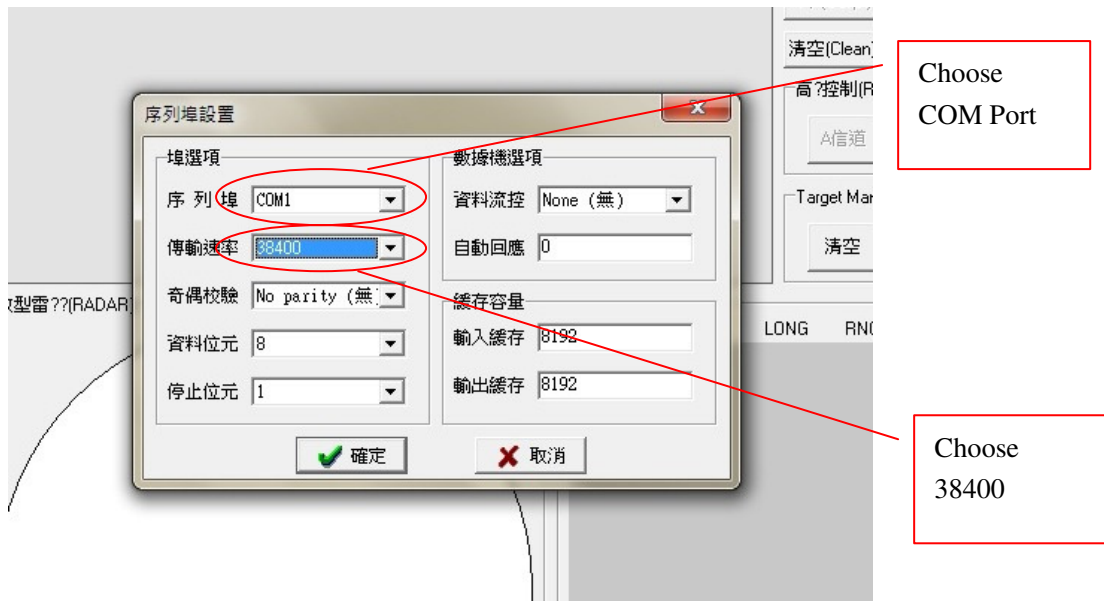 清空(Clean)
高?控制(R
A信道
Target Mar
清空
Choose
COM Port
序列埠設置
埠選項
序 列 埠 COM1
傳輸速率 38400
奇偶校驗 No parity (無)
資料位元 8
停止位元 1
數據機選項
資料流控 None (無)
自動回應 0
緩存容量
輸入緩存 8192
輸出緩存 8192
確定
取消
型雷??(RADAR)
LONG RNG
Choose
38400